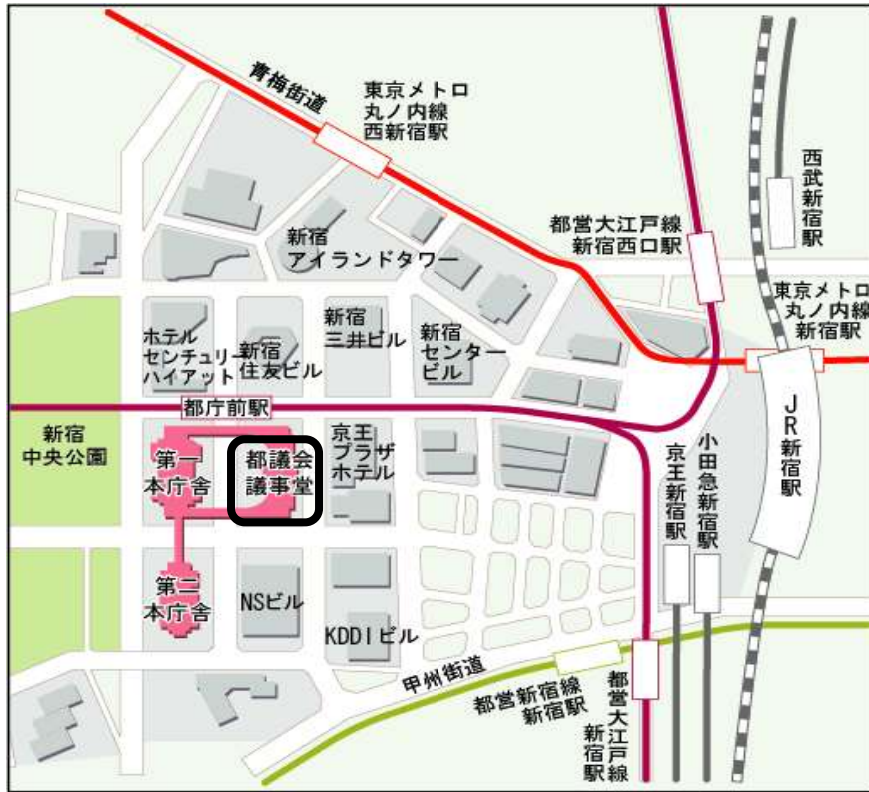 青梅街道
東京メトロ
丸ノ内線
西新宿駅
西武新宿駅
都営大江戸線
新宿西口駅
新宿
アイランドタワー
東京メトロ
丸ノ内線
新宿駅
ホテル
センチュリー
ハイアット
新宿
住友ビル
新宿
三井ビル
新宿
センター
ビル
都庁前駅
JR新宿駅
新宿
中央公園
第一
本庁舎
都議会
議事堂
京王
プラザ
ホテル
京王新宿駅
小田急新宿駅
第二
本庁舎
NSビル
KDDIビル
甲州街道
都営新宿線
新宿駅
都営大江戸線
新宿駅